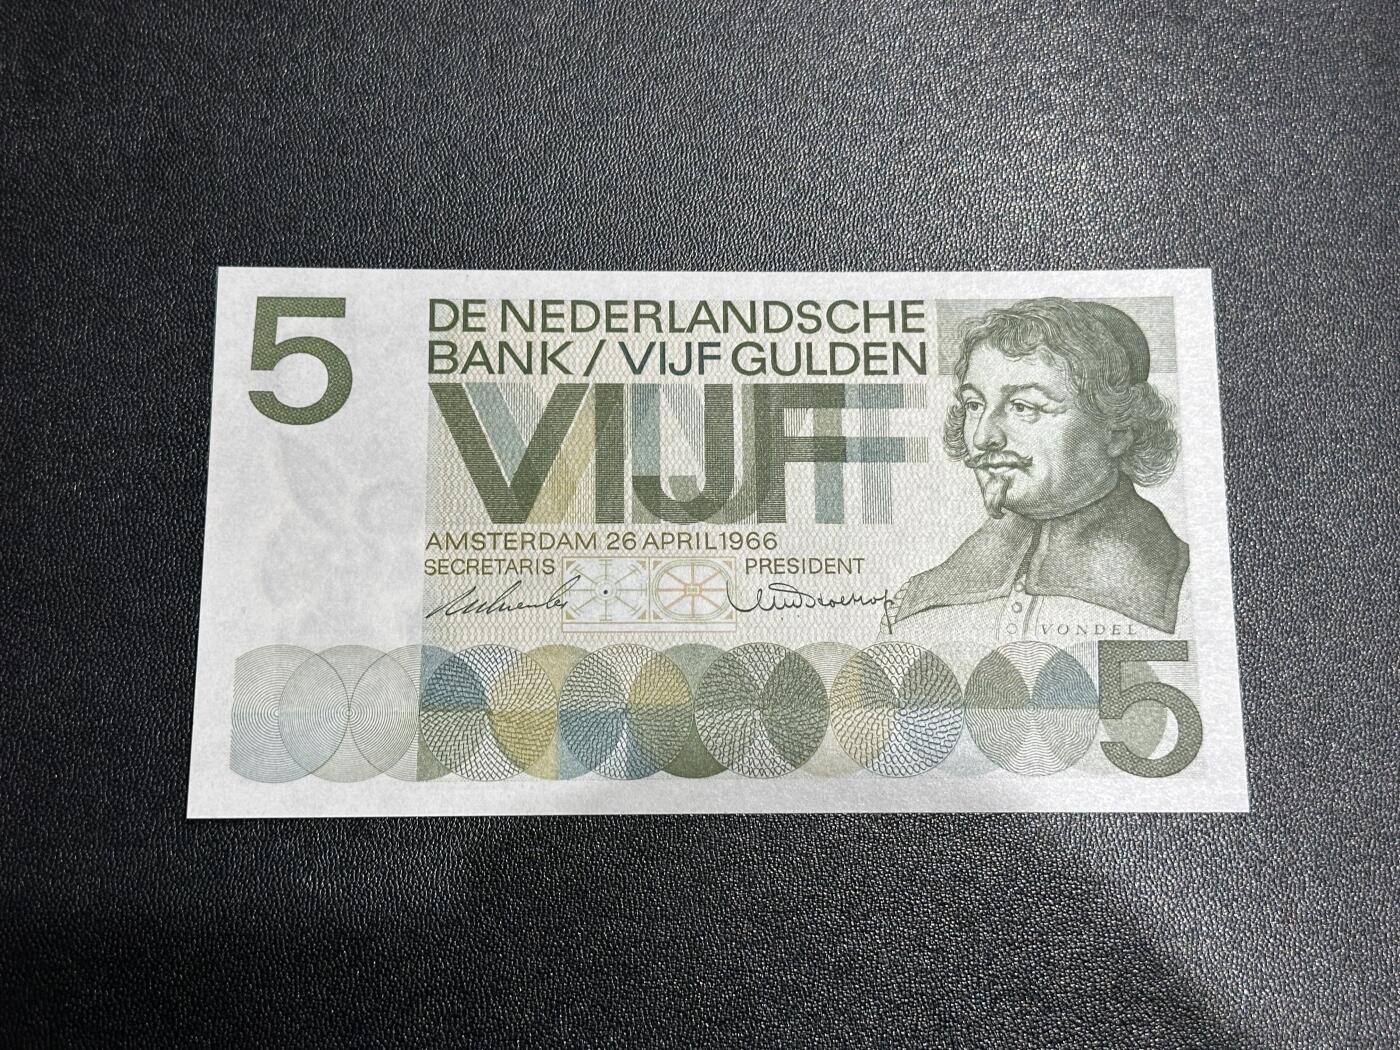 5
DE NEDERLANDSCHE
BANK / VIJF GULDEN
VIJF
AMSTERDAM 26 APRIL 1966
SECRETARIS PRESIDENT
VONDEL
5